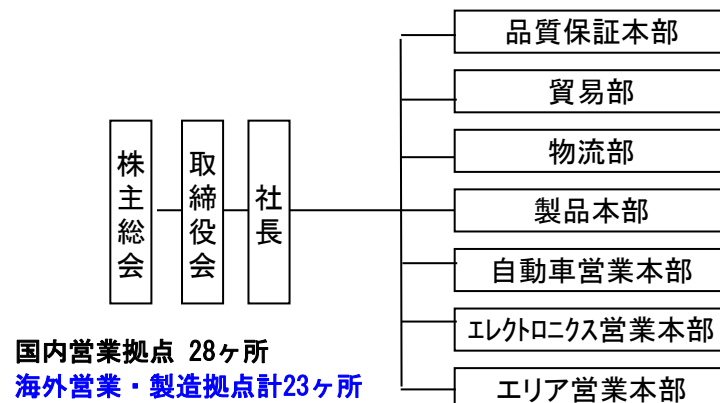 株主総会
取締役会
社長
品質保証本部
貿易部
物流部
製品本部
自動車営業本部
ｴﾚｸﾄﾛﾆｸｽ営業本部
エリア営業本部
国内営業拠点 28ヶ所
海外営業・製造拠点計23ヶ所